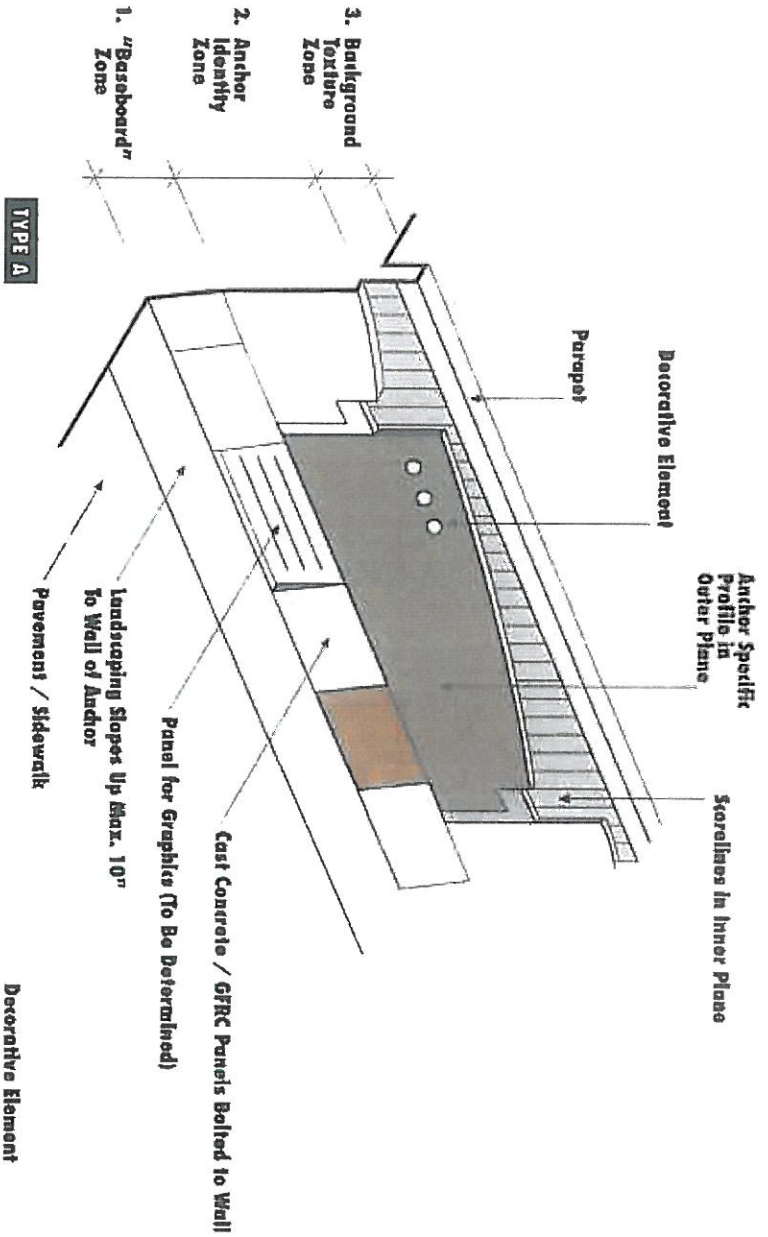 Anchor Specific
Profile in
Outer Plane
Scorelines in Inner Plane
Decorative Element
Parapet
3. Background
Texture
Zone
2. Anchor
Identity
Zone
1. "Baseboard"
Zone
Cast Concrete / GFRC Panels Bolted to Wall
Panel for Graphics (To Be Determined)
Landscaping Slopes Up Max. 10"
To Wall of Anchor
Pavement / Sidewalk
TYPE A
Decorative Element